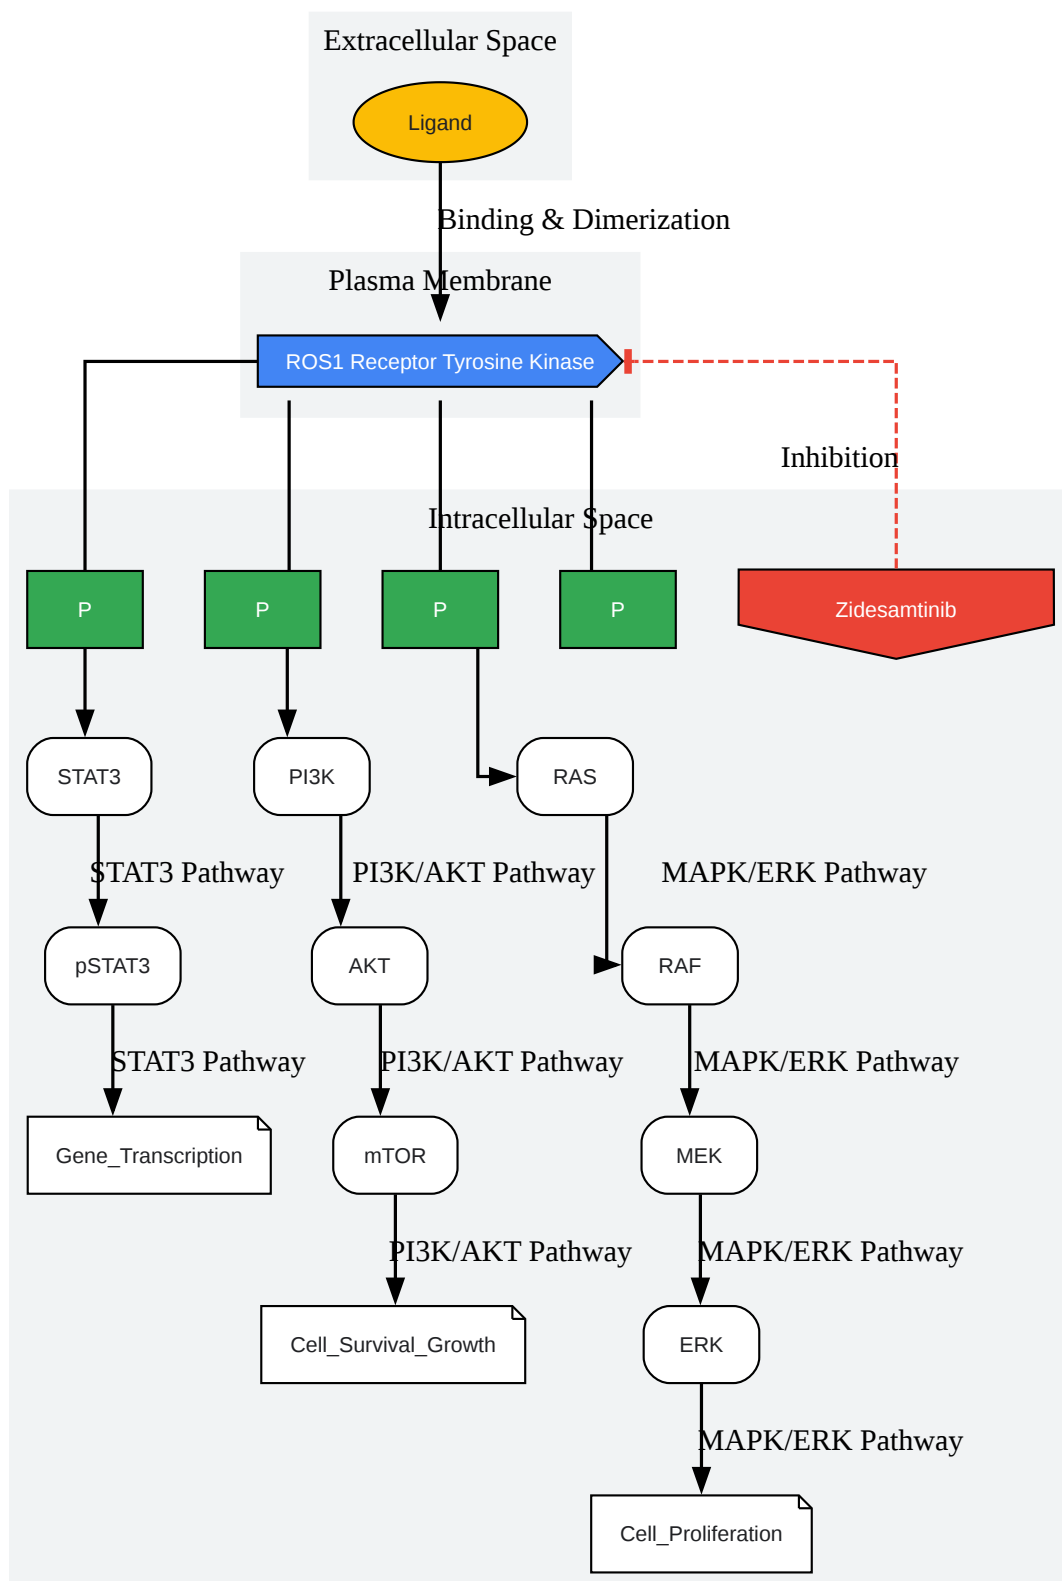 Extracellular Space
Ligand
Binding & Dimerization
Plasma Membrane
ROS1 Receptor Tyrosine Kinase
Inhibition
Intracellular Space
P
P
P
P
Zidesamtinib
STAT3
PI3K
RAS
STAT3 Pathway
PI3K/AKT Pathway
MAPK/ERK Pathway
pSTAT3
AKT
RAF
STAT3 Pathway
PI3K/AKT Pathway
MAPK/ERK Pathway
Gene_Transcription
mTOR
MEK
PI3K/AKT Pathway
MAPK/ERK Pathway
Cell_Survival_Growth
ERK
MAPK/ERK Pathway
Cell_Proliferation